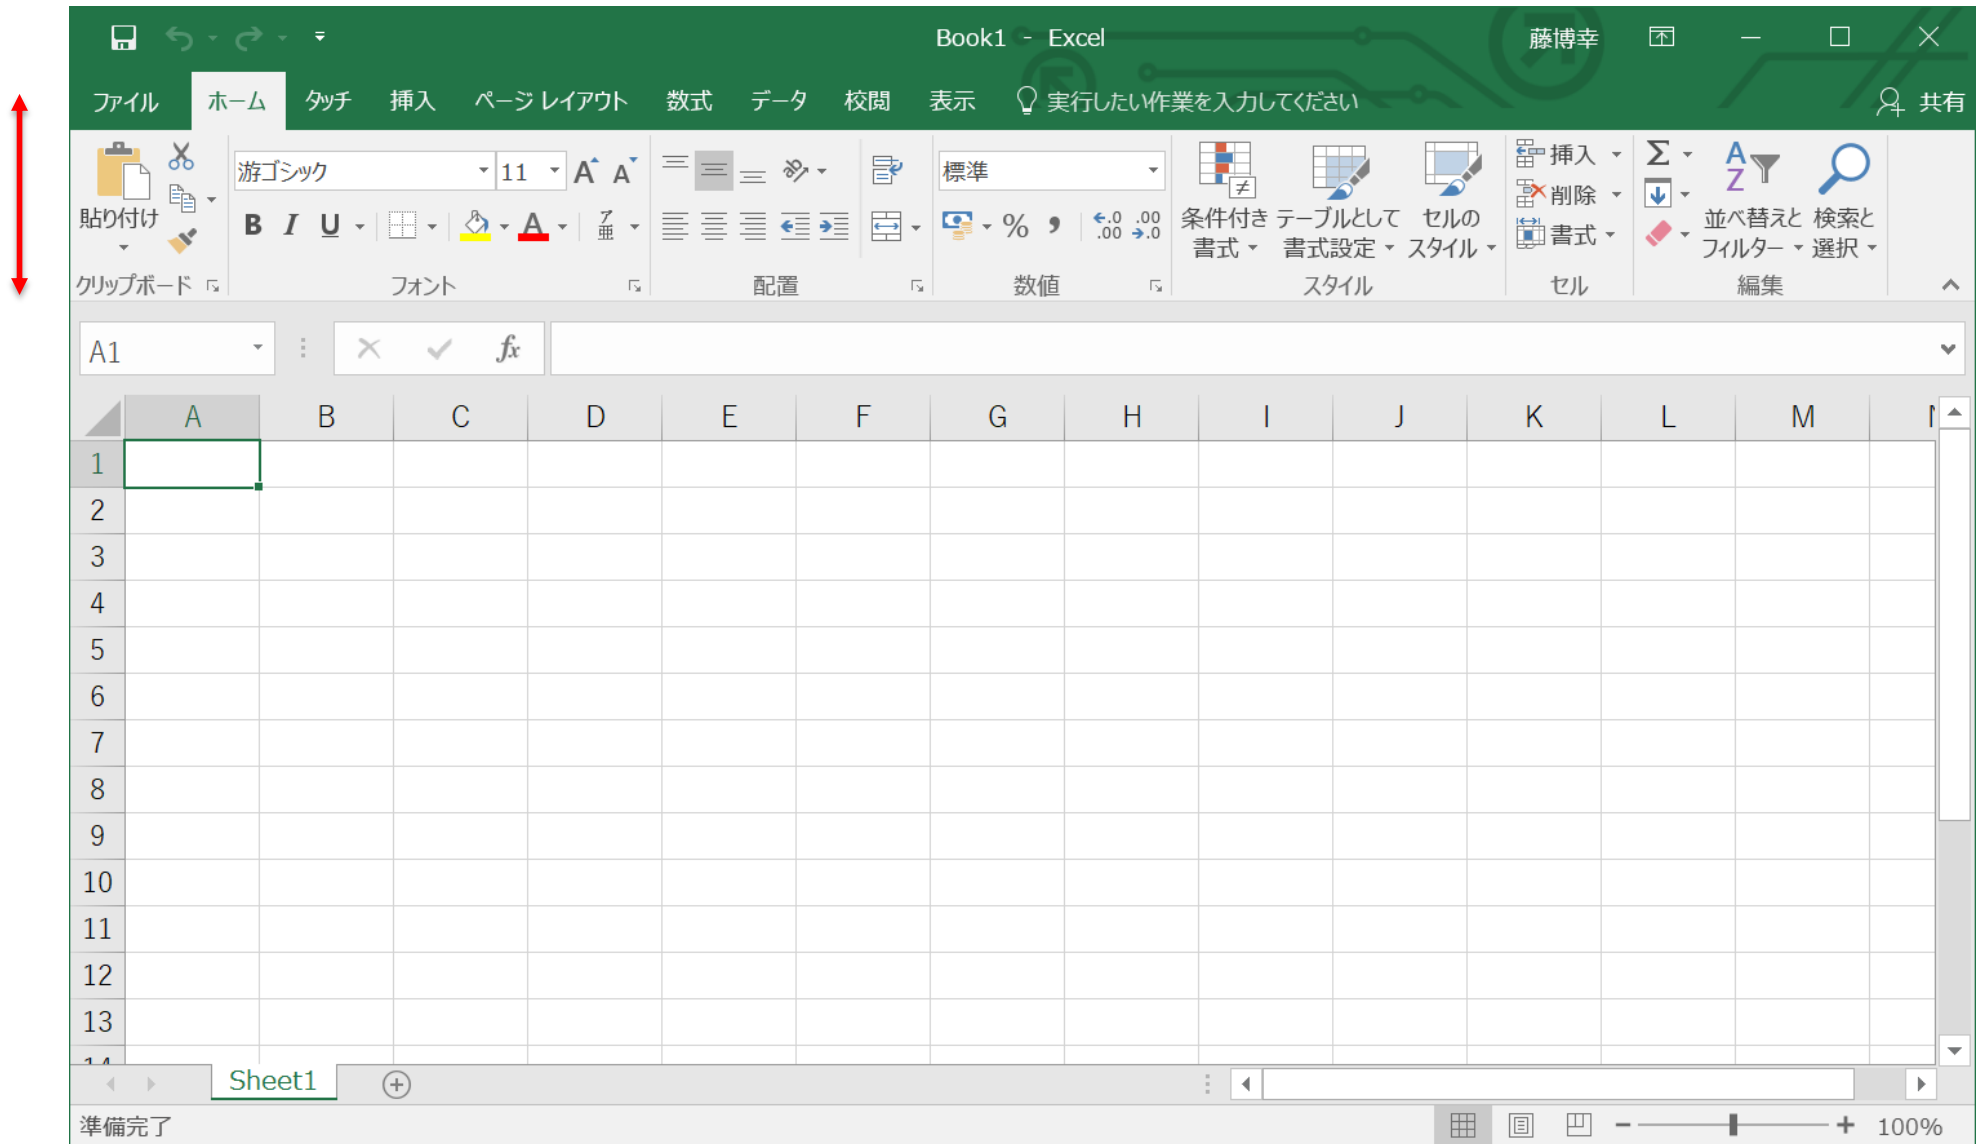 Book1 - Excel
藤博幸
ファイル ホーム タッチ 挿入 ページ レイアウト 数式 データ 校閲 表示 実行したい作業を入力してください 共有
貼り付け
游ゴシック 11
B I U A ア亜
標準
% .0 .00 .00 .0
条件付き書式
テーブルとして書式設定
セルのスタイル
挿入
削除
書式
Σ
AZ
並べ替えとフィルター
検索と選択
クリップボード フォント 配置 数値 スタイル セル 編集
A1 fx
A B C D E F G H I J K L M N
1
2
3
4
5
6
7
8
9
10
11
12
13
14
Sheet1
準備完了 100%